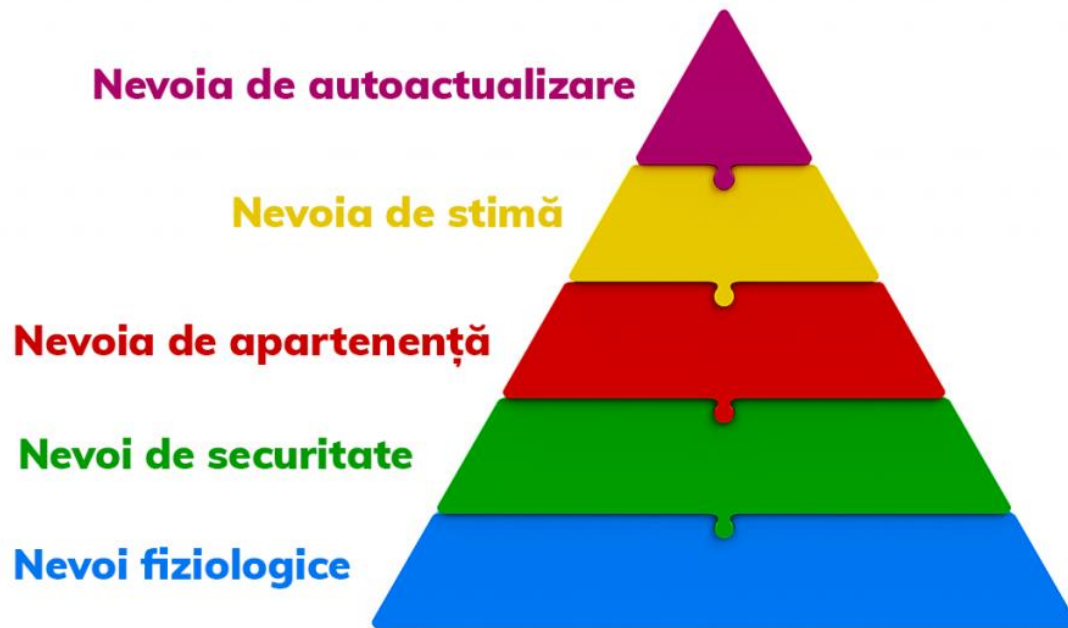 Nevoia de autoactualizare
Nevoia de stimă
Nevoia de apartenență
Nevoi de securitate
Nevoi fiziologice